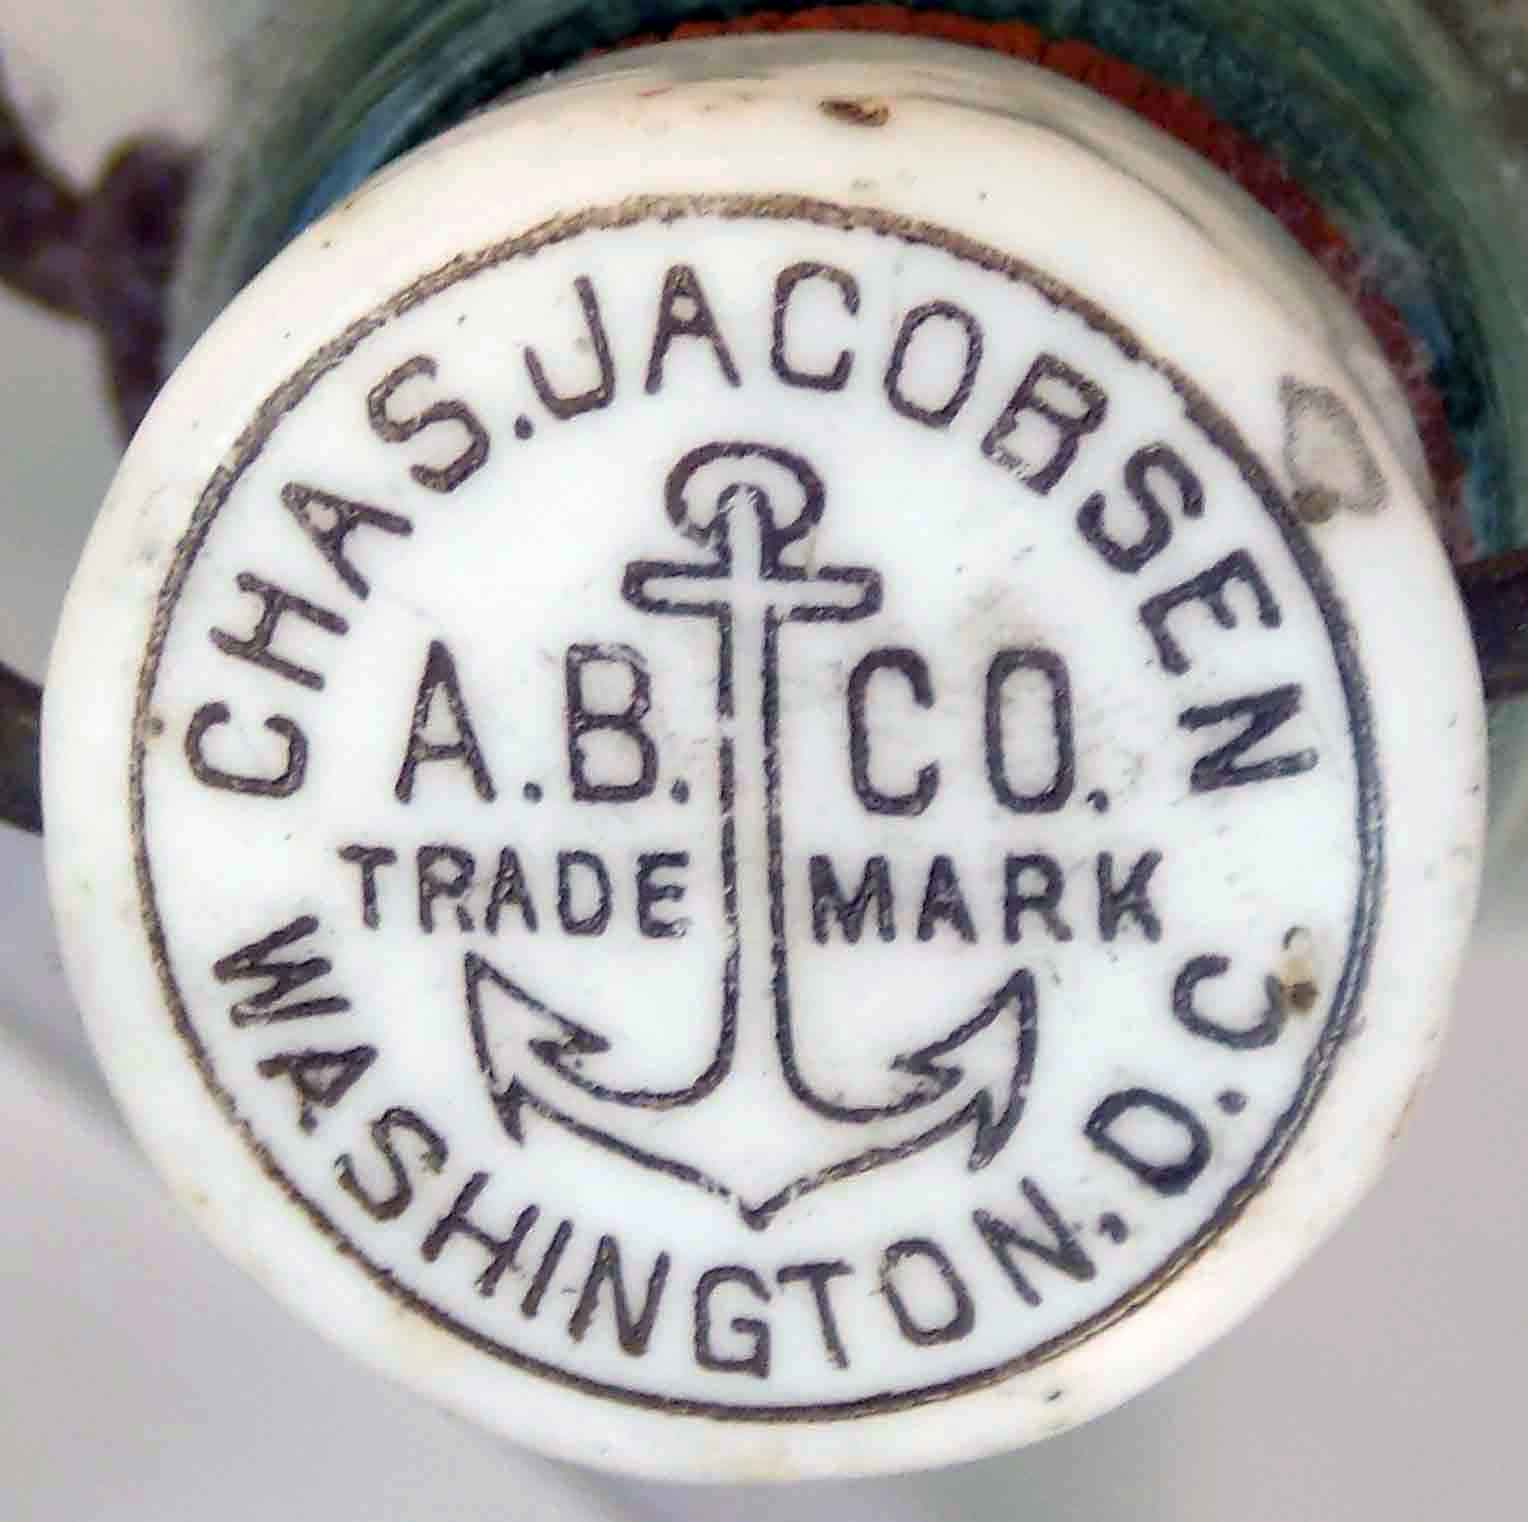 CHAS. JACOBSEN
A.B. CO.
TRADE MARK
WASHINGTON, D.C